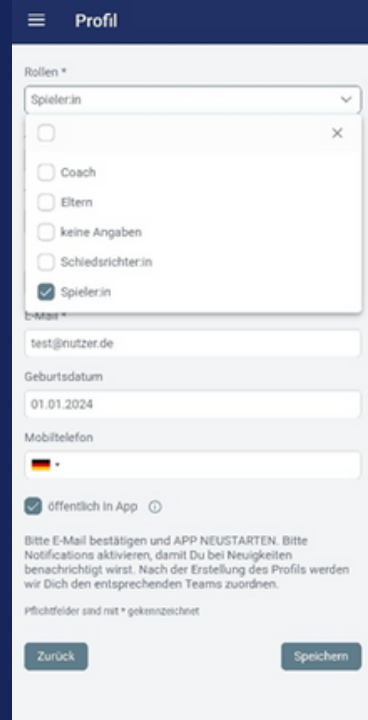 Profil
Rollen *
Spieler:in
Coach
Eltern
keine Angaben
Schiedsrichter:in
Spieler:in
E-Mail *
test@nutzer.de
Geburtsdatum
01.01.2024
Mobiltelefon
öffentlich in App
Bitte E-Mail bestätigen und APP NEUSTARTEN. Bitte
Notifications aktivieren, damit Du bei Neuigkeiten
benachrichtigt wirst. Nach der Erstellung des Profils werden
wir Dich den entsprechenden Teams zuordnen.
Pflichtfelder sind mit * gekennzeichnet
Zurück
Speichern